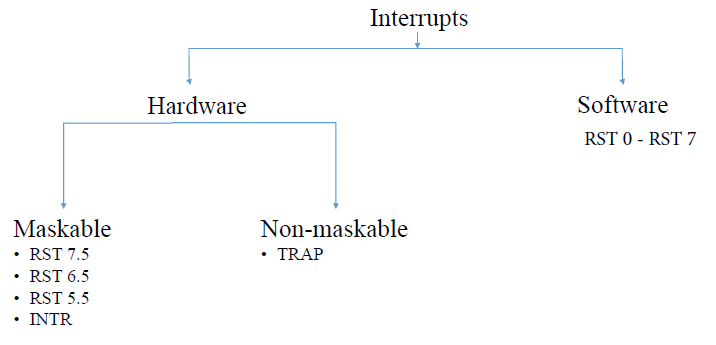 Interrupts
Hardware
Software
RST 0 - RST 7
Maskable
• RST 7.5
• RST 6.5
• RST 5.5
• INTR
Non-maskable
• TRAP